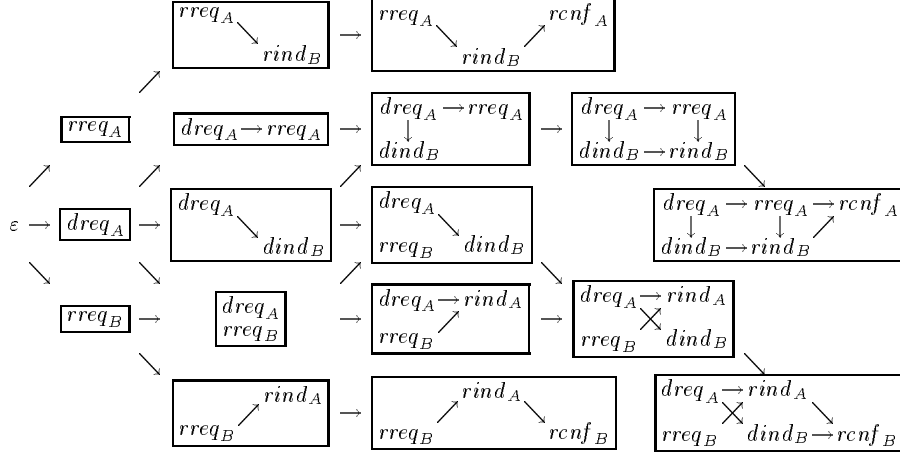 rreq_A rreq_A rcnf_A
rind_B rind_B
rreq_A dreq_A → rreq_A dreq_A → rreq_A dreq_A → rreq_A
dind_B dind_B → rind_B
dreq_A dreq_A dreq_A → rreq_A → rcnf_A
ε → dreq_A
dind_B rreq_B dind_B dind_B → rind_B
rreq_B dreq_A dreq_A → rind_A dreq_A → rind_A
rreq_B rreq_B rreq_B dind_B
rind_A rind_A dreq_A → rind_A
rreq_B rreq_B rcnf_B rreq_B dind_B → rcnf_B